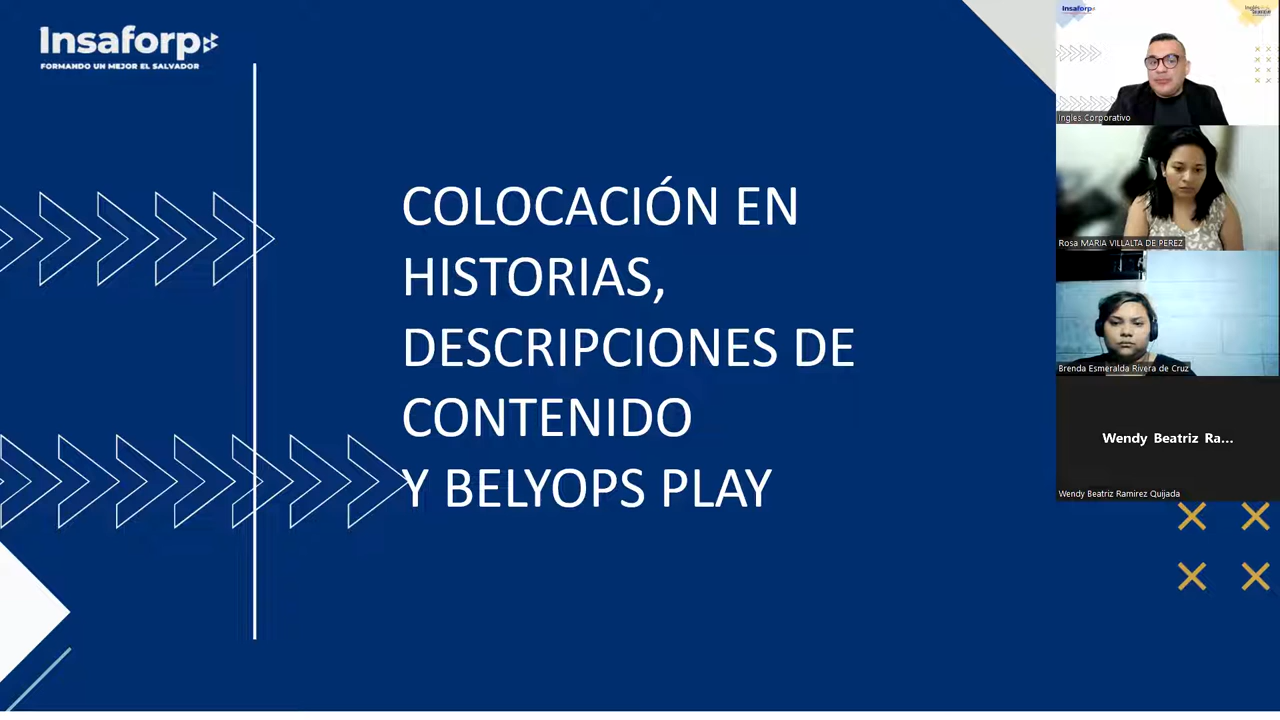 Insaforp
FORMANDO UN MEJOR EL SALVADOR
COLOCACIÓN EN
HISTORIAS,
DESCRIPCIONES DE
CONTENIDO
Y BELYOPS PLAY
Insaforp
Ingles Corporativo
Rosa MARIA VILLALTA DE PEREZ
Brenda Esmeralda Rivera de Cruz
Wendy Beatriz Ra...
Wendy Beatriz Ramirez Quijada